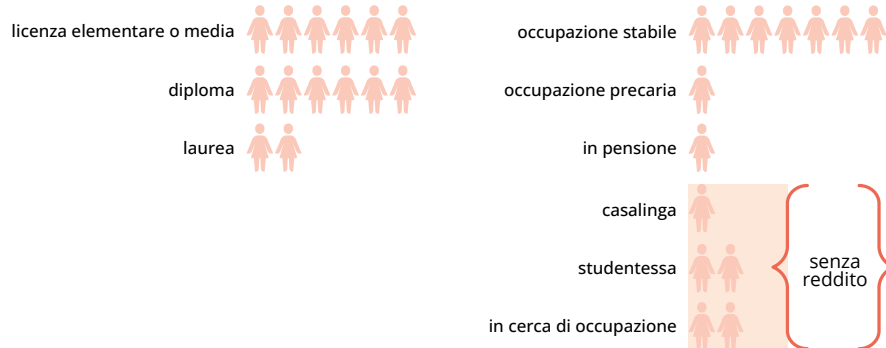 licenza elementare o media
diploma
laurea
occupazione stabile
occupazione precaria
in pensione
casalinga
studentessa
in cerca di occupazione
senza
reddito